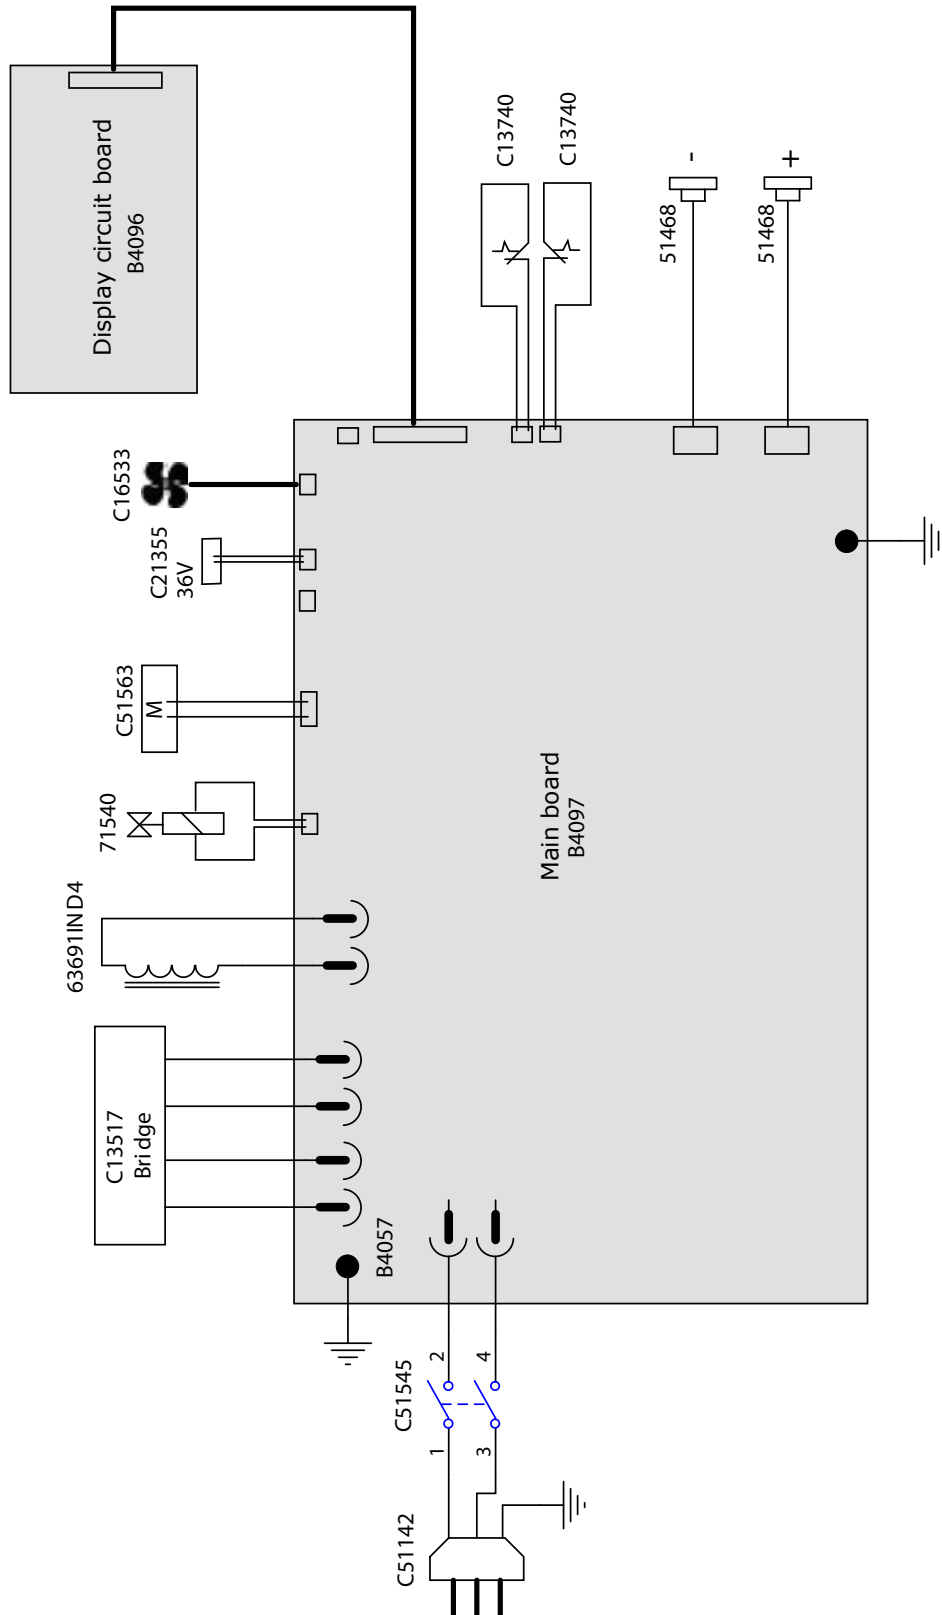 Display circuit board
B4096
C13740
C13740
-
+
51468
51468
C16533
C21355
36V
C51563
M
71540
Main board
B4097
63691IND4
C13517
Bridge
B4057
2
4
C51545
1
3
C51142